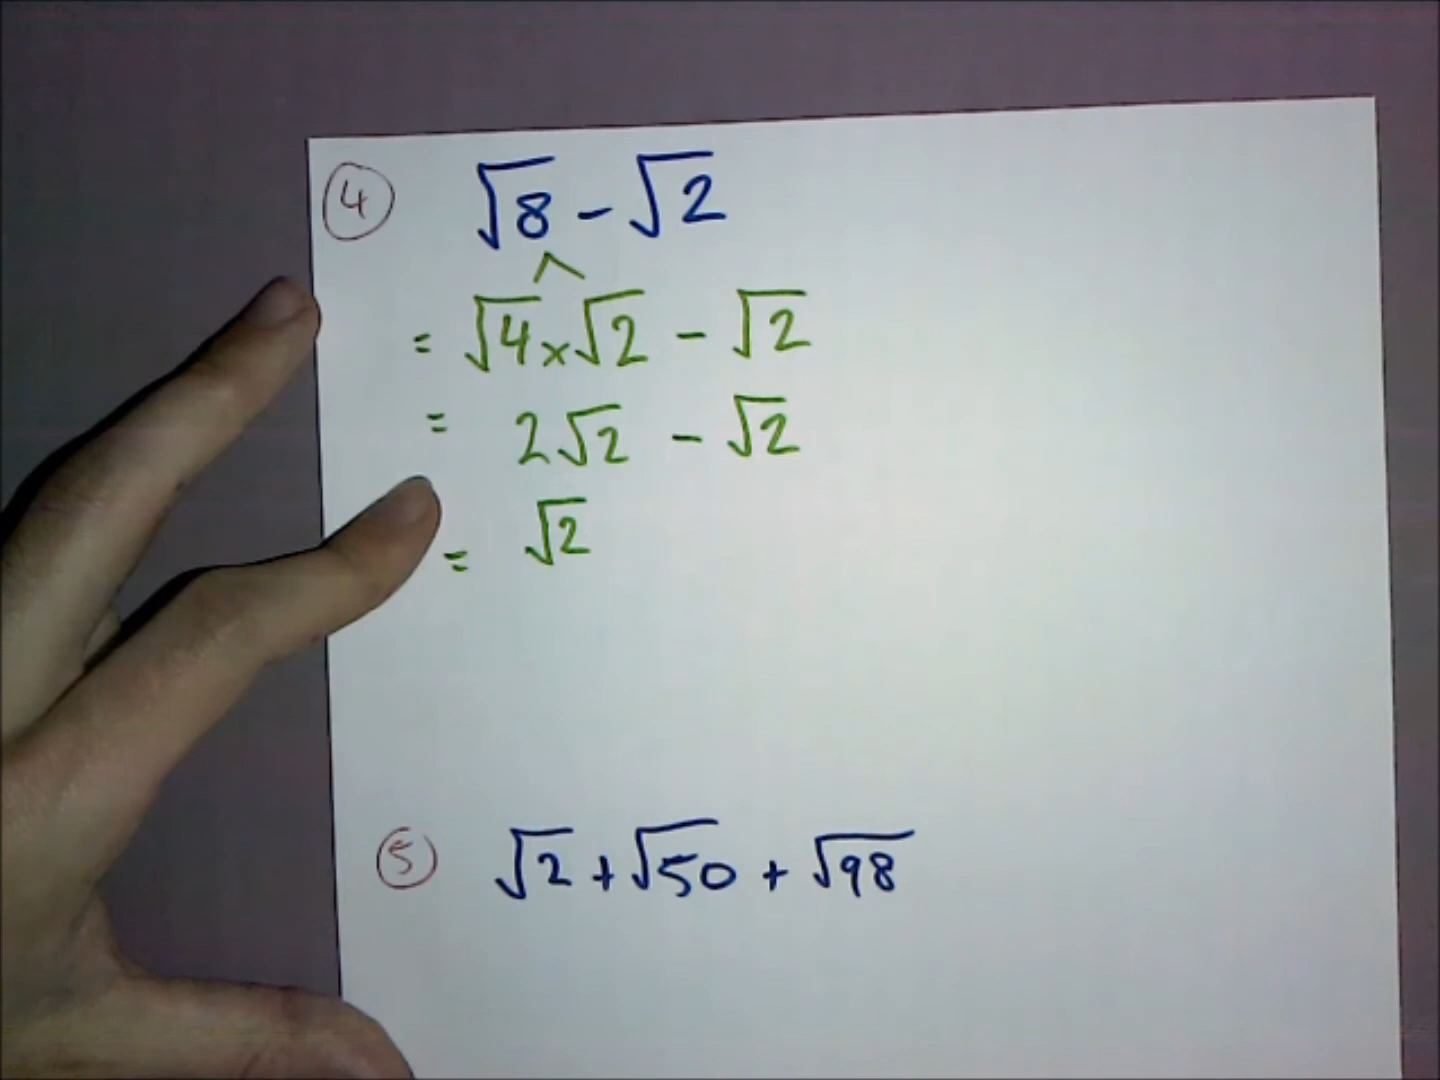 ④ √8 - √2
= √4 × √2 - √2
= 2√2 - √2
= √2
⑤ √2 + √50 + √98